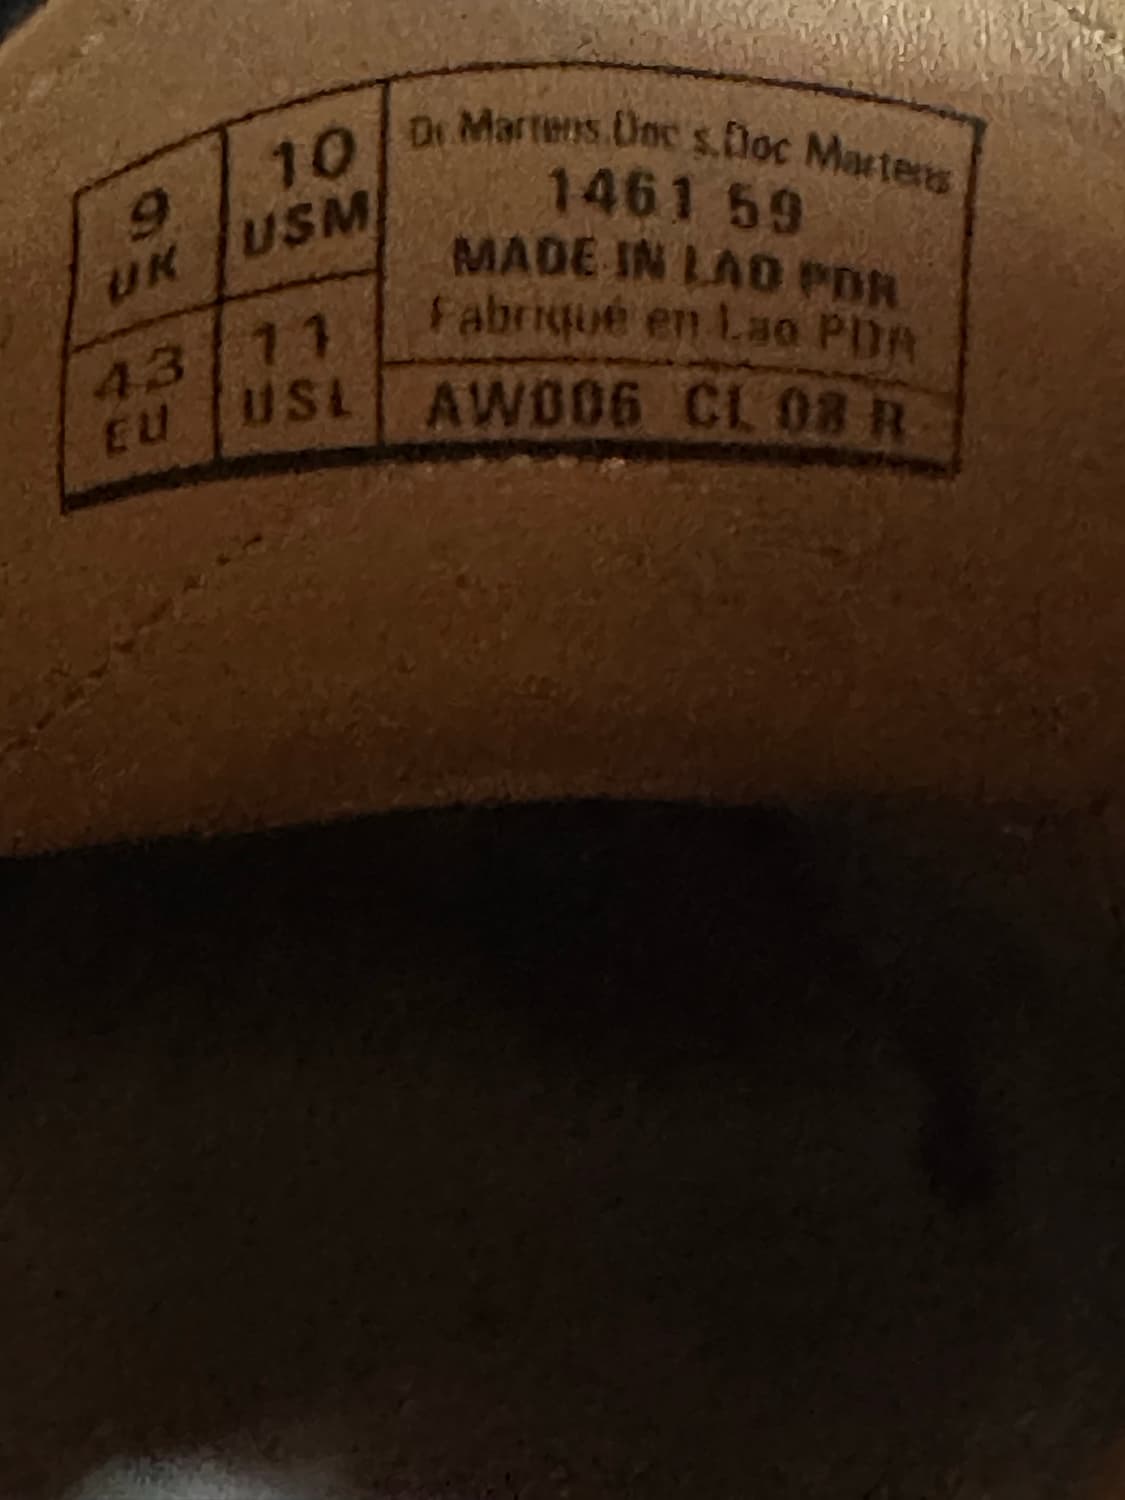 9
UK
10
USM
43
EU
11
USL
Dr.Martens.Doc's.Doc Martens
1461 59
MADE IN LAO PDR
Fabriqué en Lao PDR
AW006 CL 08 R